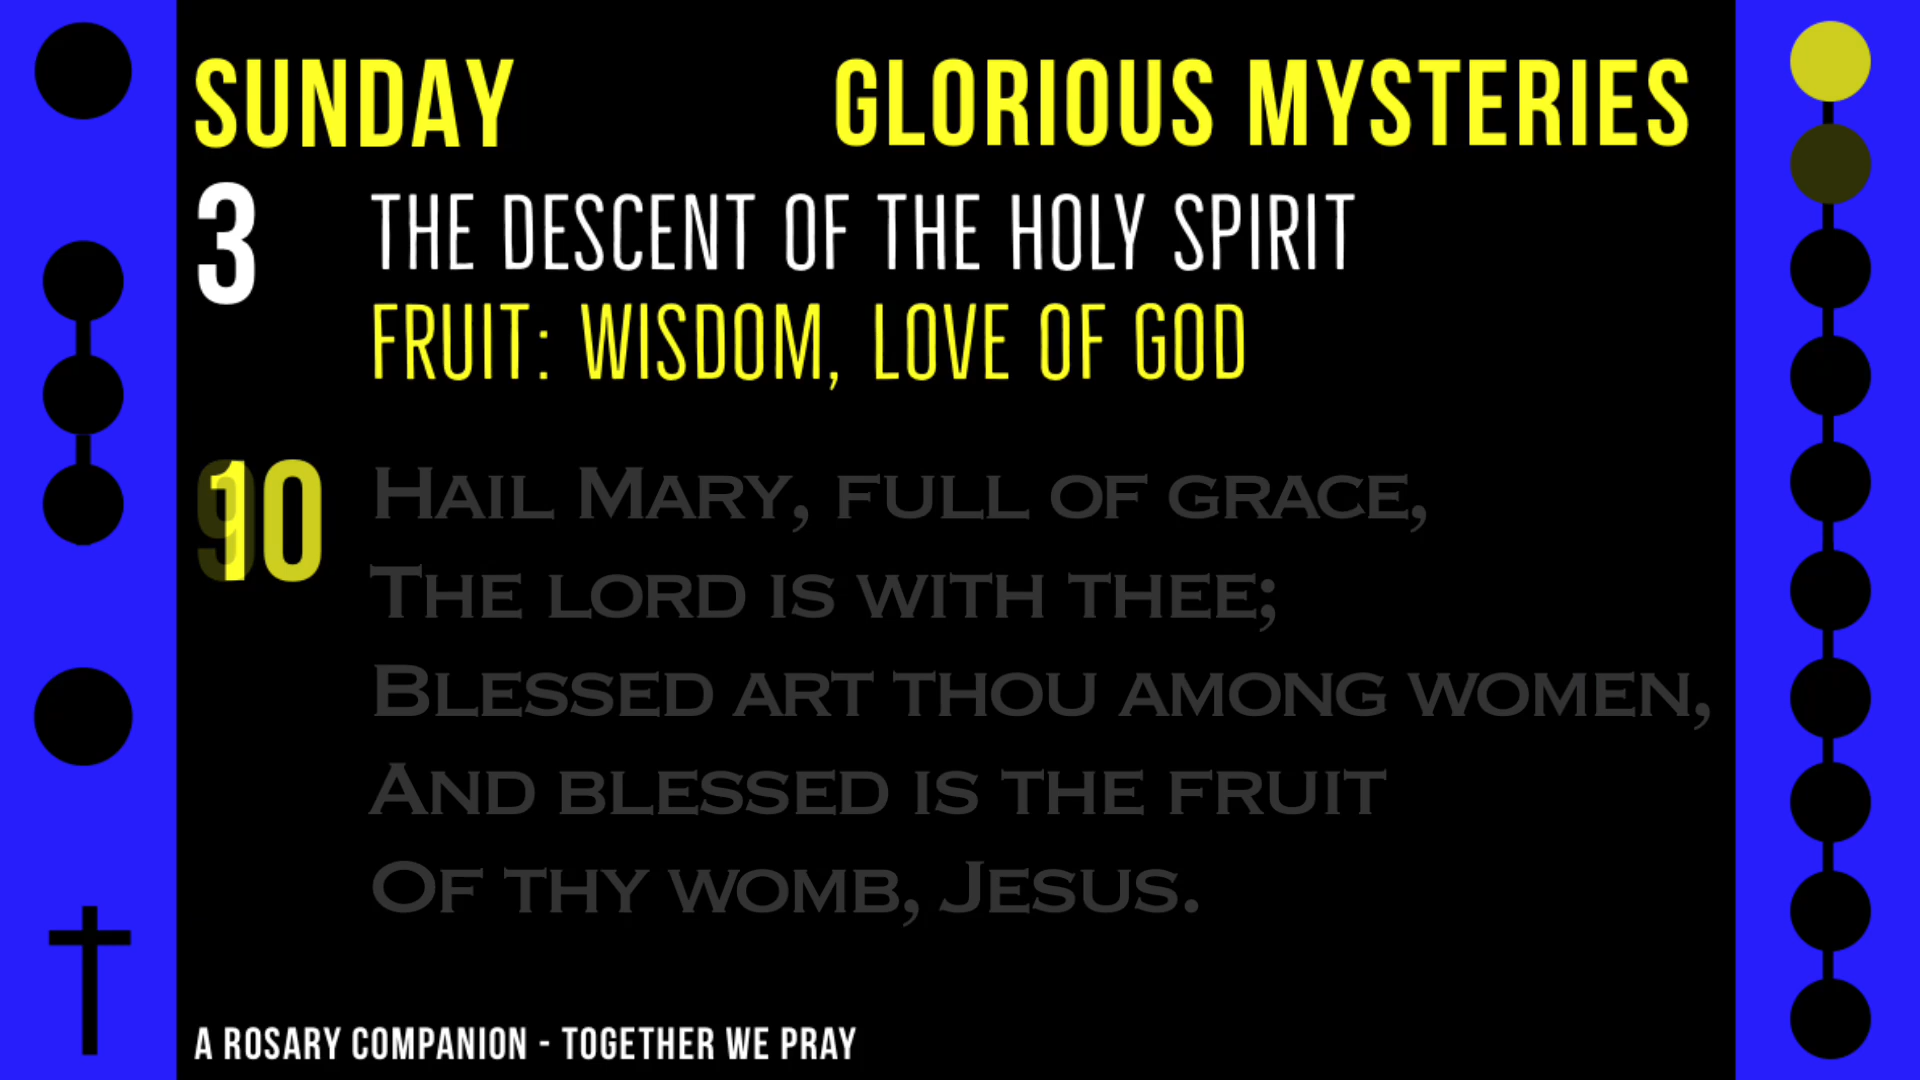 SUNDAY GLORIOUS MYSTERIES
3 THE DESCENT OF THE HOLY SPIRIT
FRUIT: WISDOM, LOVE OF GOD
9 10 HAIL MARY, FULL OF GRACE,
THE LORD IS WITH THEE;
BLESSED ART THOU AMONG WOMEN,
AND BLESSED IS THE FRUIT
OF THY WOMB, JESUS.
A ROSARY COMPANION - TOGETHER WE PRAY